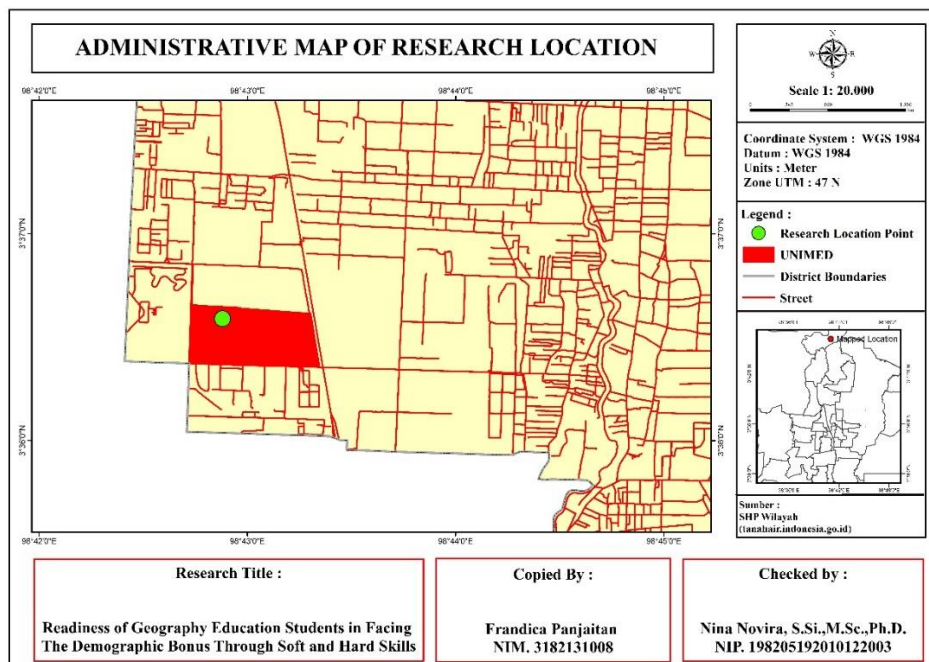 ADMINISTRATIVE MAP OF RESEARCH LOCATION
98°42'0"E 98°43'0"E 98°44'0"E 98°45'0"E
3°37'0"N 3°37'0"N
3°36'0"N 3°36'0"N
98°42'0"E 98°43'0"E 98°44'0"E 98°45'0"E
N
W
S
Scale 1: 20.000
Coordinate System : WGS 1984
Datum : WGS 1984
Units : Meter
Zone UTM : 47 N
Legend :
Research Location Point
UNIMED
District Boundaries
Street
Mapped Location
Sumber :
SHP Wilayah
(tanahair.indonesia.go.id)
Research Title :
Readiness of Geography Education Students in Facing
The Demographic Bonus Through Soft and Hard Skills
Copied By :
Frandica Panjaitan
NIM. 3182131008
Checked by :
Nina Novira, S.Si.,M.Sc.,Ph.D.
NIP. 198205192010122003